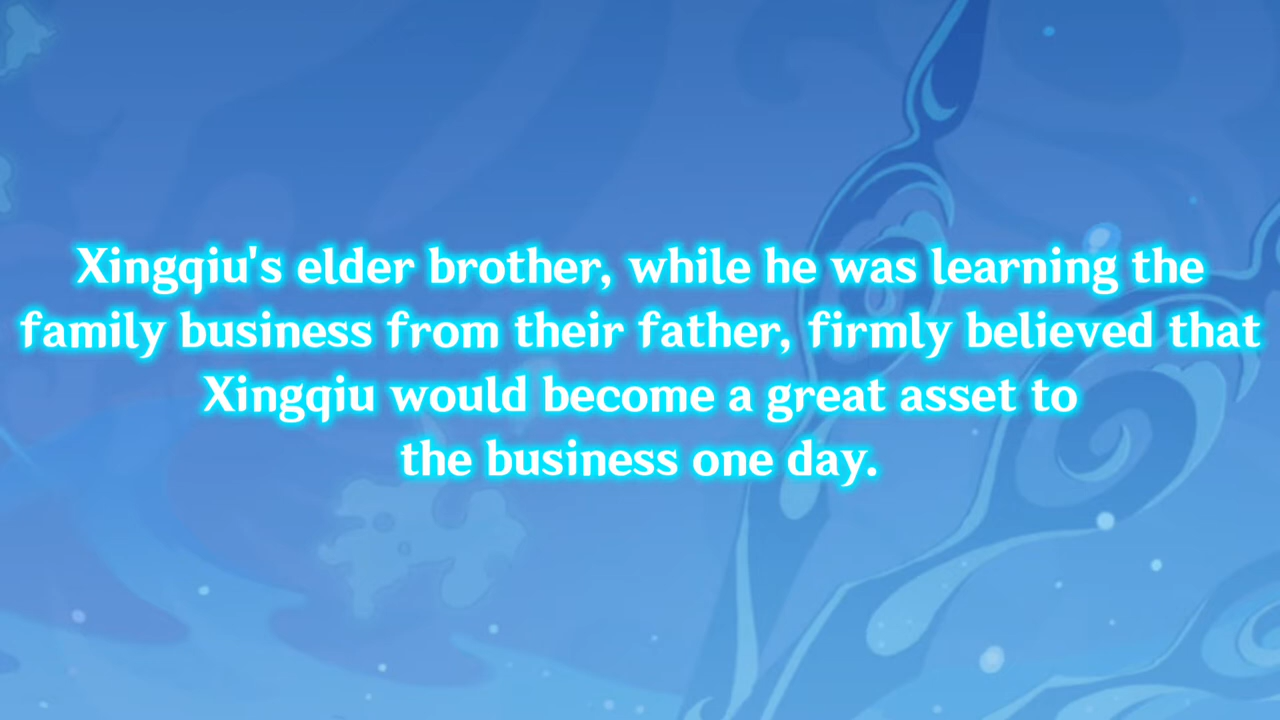 Xingqiu's elder brother, while he was learning the
family business from their father, firmly believed that
Xingqiu would become a great asset to
the business one day.